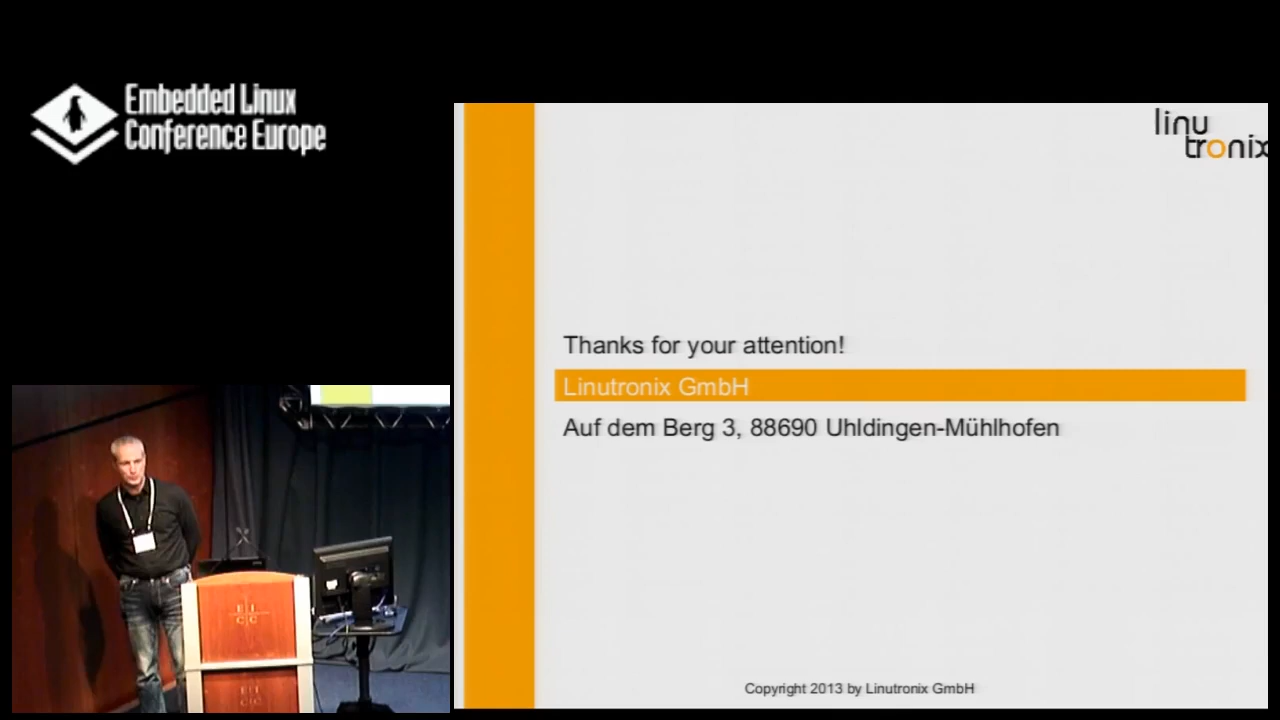 Embedded Linux
Conference Europe
linu
tronix
Thanks for your attention!
Linutronix GmbH
Auf dem Berg 3, 88690 Uhldingen-Mühlhofen
Copyright 2013 by Linutronix GmbH
E I
C C
E I
C C